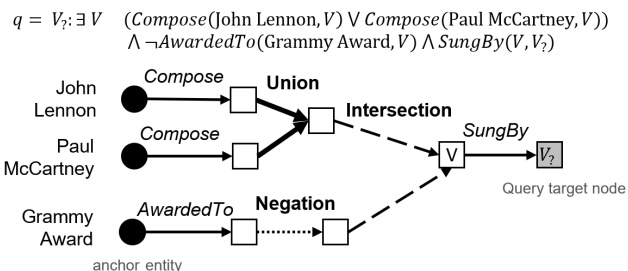 q = V?: ∃ V (Compose(John Lennon, V) ∨ Compose(Paul McCartney, V))
∧ ¬AwardedTo(Grammy Award, V) ∧ SungBy(V, V?)
John
Lennon
Compose
Union
Intersection
Paul
McCartney
Compose
SungBy
V
V?
Query target node
Grammy
Award
AwardedTo
Negation
anchor entity